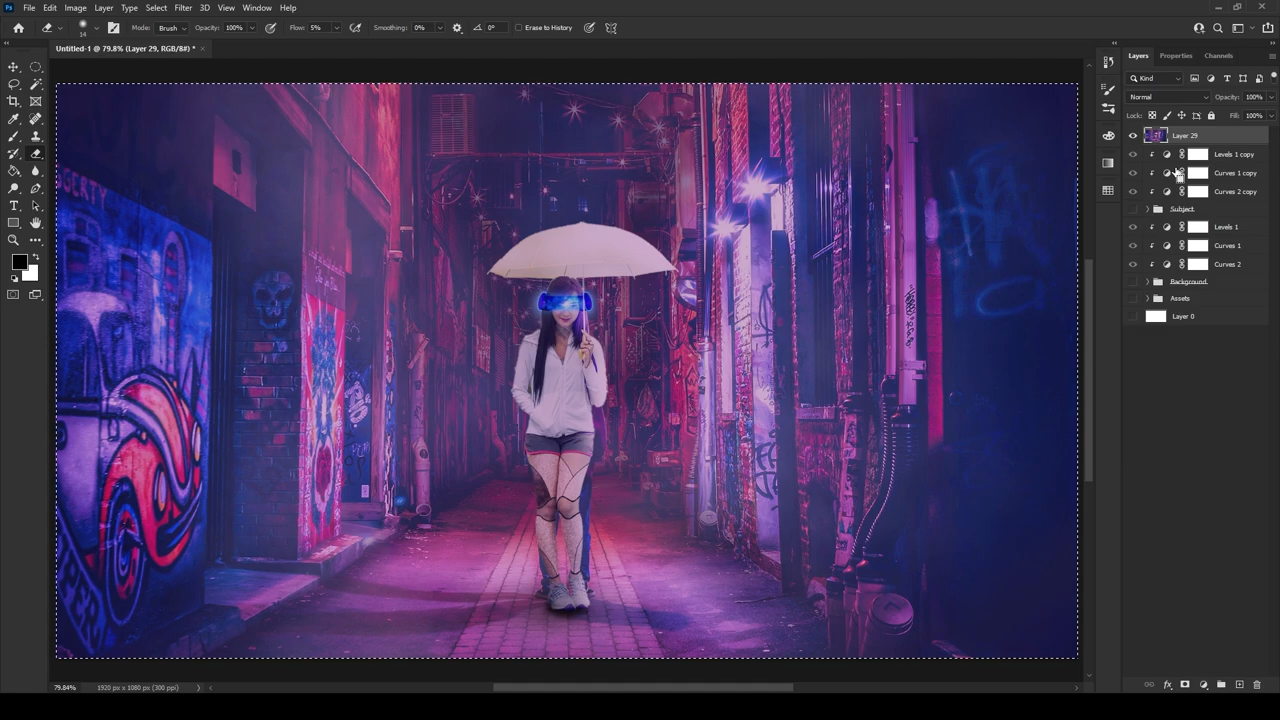 Ps File Edit Image Layer Type Select Filter 3D View Window Help
14 Mode: Brush Opacity: 100% Flow: 5% Smoothing: 0% 0° Erase to History
Untitled-1 @ 79.8% (Layer 29, RGB/8#) * ×
Layers Properties Channels
Kind
Normal Opacity: 100%
Lock: Fill: 100%
Layer 29
Levels 1 copy
Curves 1 copy
Curves 2 copy
Subject
Levels 1
Curves 1
Curves 2
Background
Assets
Layer 0
79.84% 1920 px x 1080 px (300 ppi)